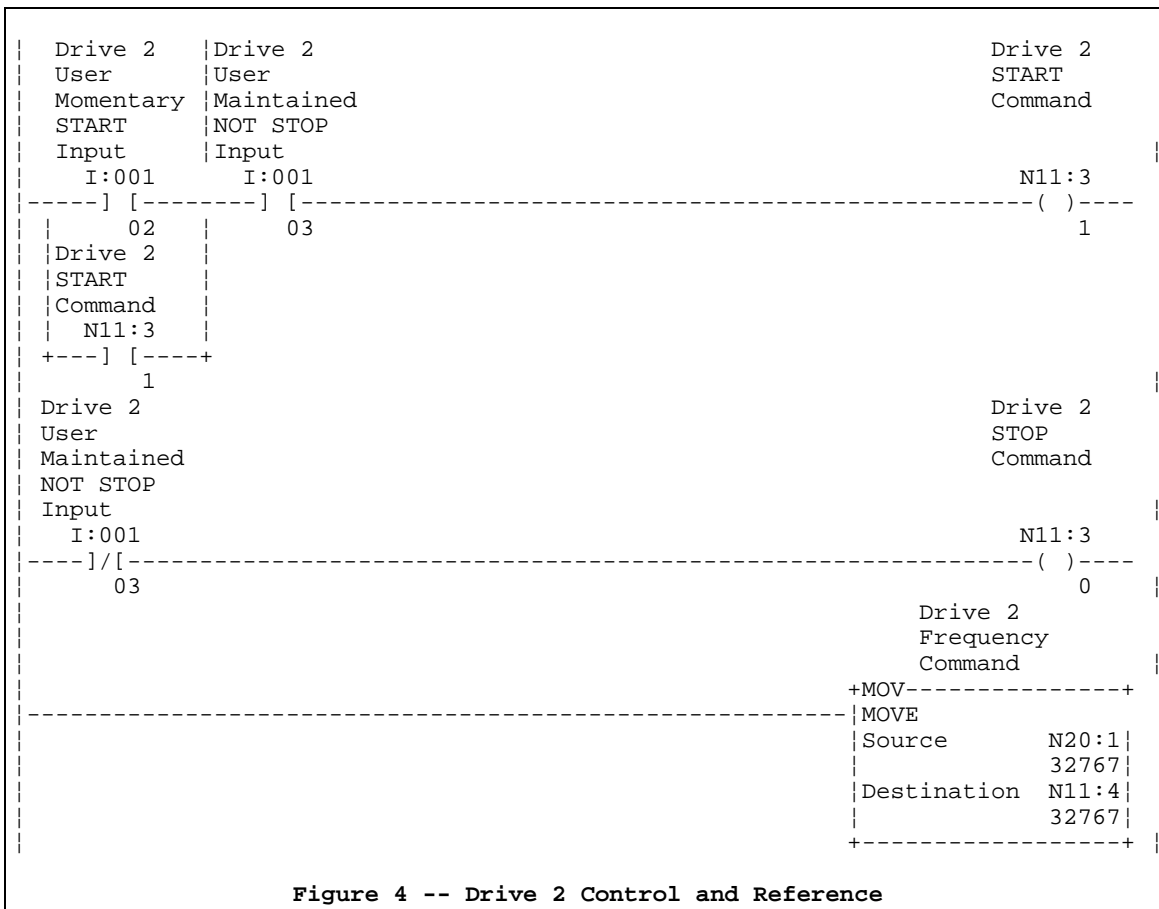 Drive 2 Drive 2 Drive 2
User User START
Momentary Maintained Command
START NOT STOP
Input Input
I:001 I:001 N11:3
] [ ] [ ( )
02 03 1
Drive 2
START
Command
N11:3
] [
1
Drive 2 Drive 2
User STOP
Maintained Command
NOT STOP
Input
I:001 N11:3
]/[ ( )
03 0
Drive 2
Frequency
Command
+MOV---------------+
MOVE
Source N20:1
32767
Destination N11:4
32767
+------------------+
Figure 4 -- Drive 2 Control and Reference